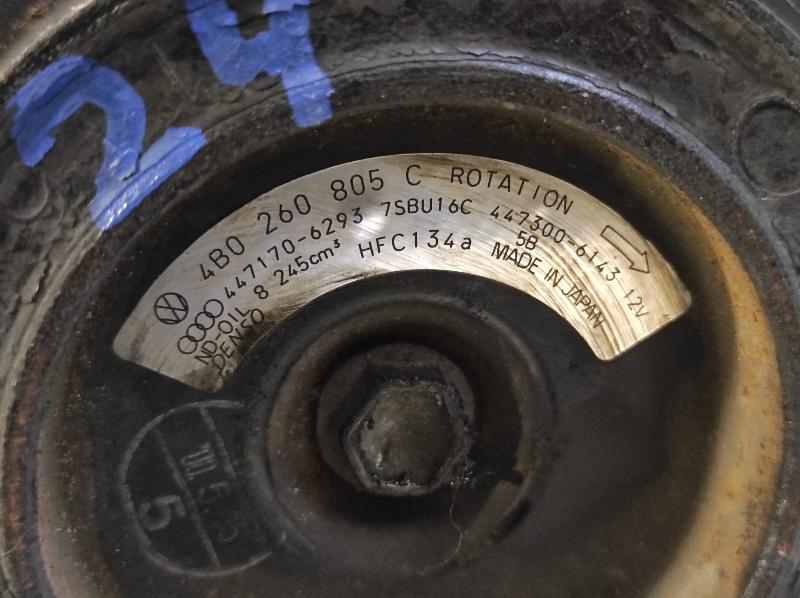 24
4B0 260 805 C ROTATION
447170-6293 7SBU16C 447300-6143 12V
ND-OIL 8 245cm³ HFC134a 5B
DENSO MADE IN JAPAN
5